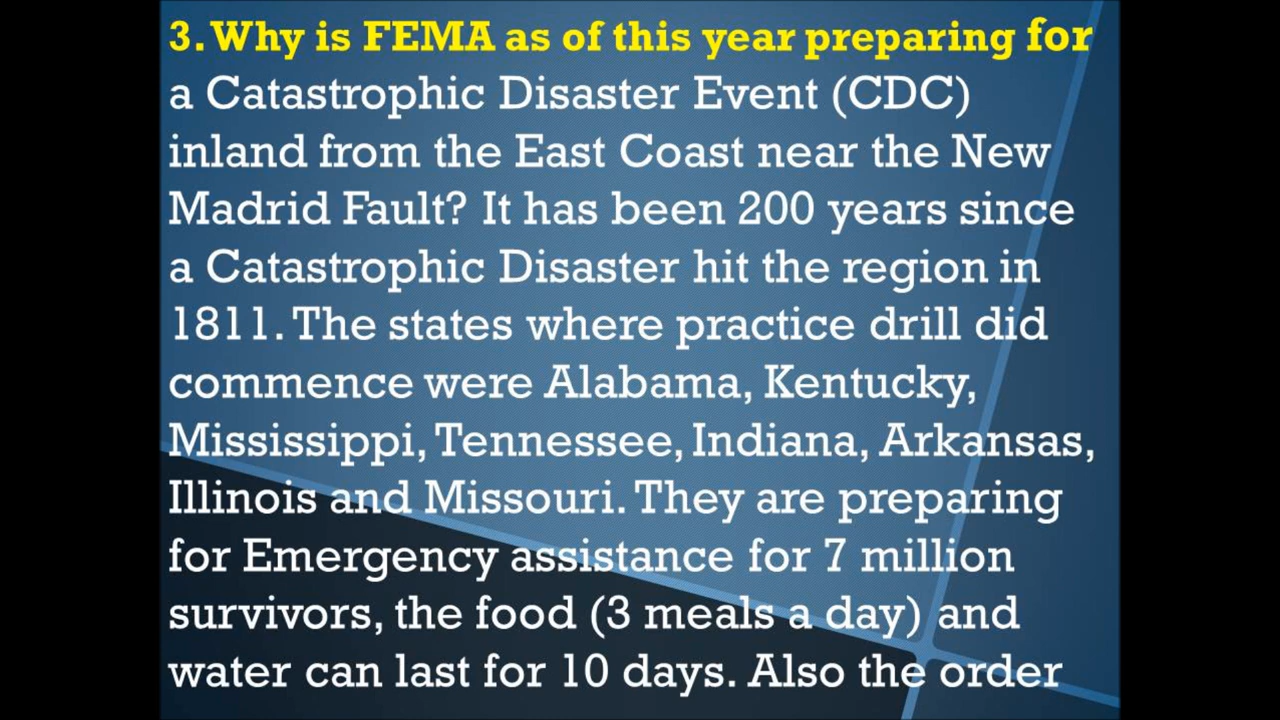 3. Why is FEMA as of this year preparing for
a Catastrophic Disaster Event (CDC)
inland from the East Coast near the New
Madrid Fault? It has been 200 years since
a Catastrophic Disaster hit the region in
1811. The states where practice drill did
commence were Alabama, Kentucky,
Mississippi, Tennessee, Indiana, Arkansas,
Illinois and Missouri. They are preparing
for Emergency assistance for 7 million
survivors, the food (3 meals a day) and
water can last for 10 days. Also the order